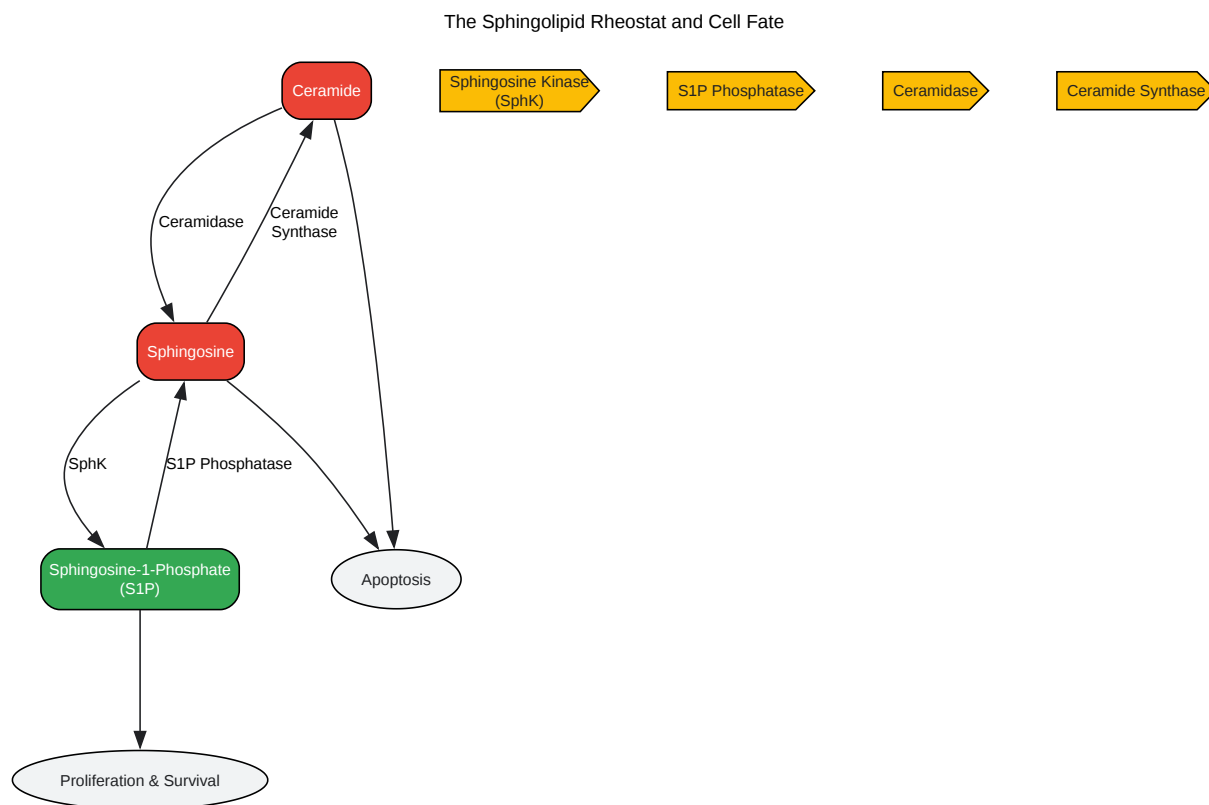 The Sphingolipid Rheostat and Cell Fate
Ceramide
Sphingosine Kinase
(SphK)
S1P Phosphatase
Ceramidase
Ceramide Synthase
Ceramidase
Ceramide
Synthase
Sphingosine
SphK
S1P Phosphatase
Sphingosine-1-Phosphate
(S1P)
Apoptosis
Proliferation & Survival